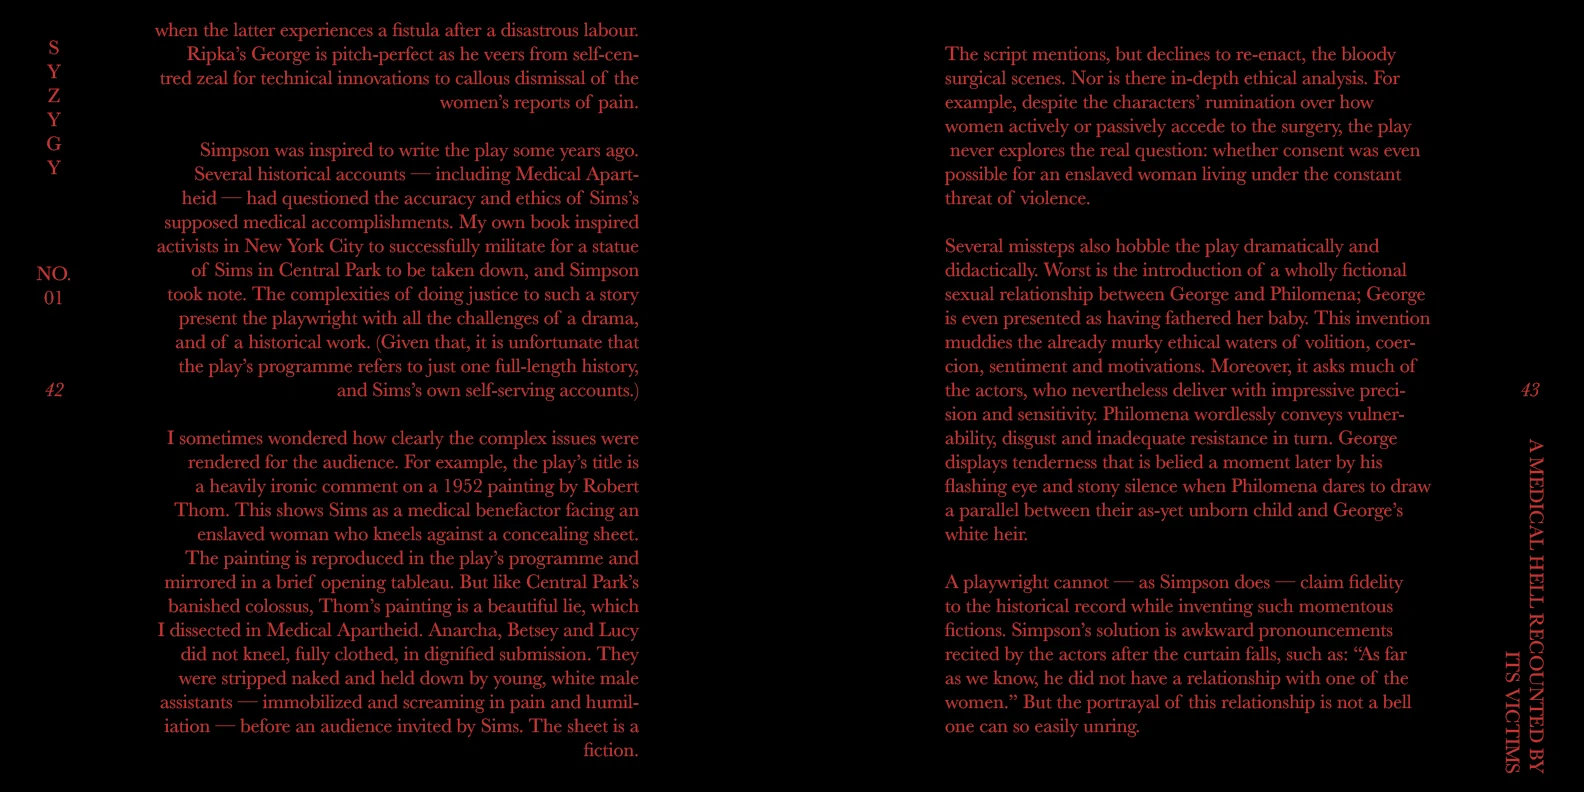 S
Y
Z
Y
G
Y
NO.
01
42
when the latter experiences a fistula after a disastrous labour.
Ripka’s George is pitch-perfect as he veers from self-cen-
tred zeal for technical innovations to callous dismissal of the
women’s reports of pain.
Simpson was inspired to write the play some years ago.
Several historical accounts — including Medical Apart-
heid — had questioned the accuracy and ethics of Sims’s
supposed medical accomplishments. My own book inspired
activists in New York City to successfully militate for a statue
of Sims in Central Park to be taken down, and Simpson
took note. The complexities of doing justice to such a story
present the playwright with all the challenges of a drama,
and of a historical work. (Given that, it is unfortunate that
the play’s programme refers to just one full-length history,
and Sims’s own self-serving accounts.)
I sometimes wondered how clearly the complex issues were
rendered for the audience. For example, the play’s title is
a heavily ironic comment on a 1952 painting by Robert
Thom. This shows Sims as a medical benefactor facing an
enslaved woman who kneels against a concealing sheet.
The painting is reproduced in the play’s programme and
mirrored in a brief opening tableau. But like Central Park’s
banished colossus, Thom’s painting is a beautiful lie, which
I dissected in Medical Apartheid. Anarcha, Betsey and Lucy
did not kneel, fully clothed, in dignified submission. They
were stripped naked and held down by young, white male
assistants — immobilized and screaming in pain and humil-
iation — before an audience invited by Sims. The sheet is a
fiction.
The script mentions, but declines to re-enact, the bloody
surgical scenes. Nor is there in-depth ethical analysis. For
example, despite the characters’ rumination over how
women actively or passively accede to the surgery, the play
never explores the real question: whether consent was even
possible for an enslaved woman living under the constant
threat of violence.
Several missteps also hobble the play dramatically and
didactically. Worst is the introduction of a wholly fictional
sexual relationship between George and Philomena; George
is even presented as having fathered her baby. This invention
muddies the already murky ethical waters of volition, coer-
cion, sentiment and motivations. Moreover, it asks much of
the actors, who nevertheless deliver with impressive preci-
sion and sensitivity. Philomena wordlessly conveys vulner-
ability, disgust and inadequate resistance in turn. George
displays tenderness that is belied a moment later by his
flashing eye and stony silence when Philomena dares to draw
a parallel between their as-yet unborn child and George’s
white heir.
A playwright cannot — as Simpson does — claim fidelity
to the historical record while inventing such momentous
fictions. Simpson’s solution is awkward pronouncements
recited by the actors after the curtain falls, such as: “As far
as we know, he did not have a relationship with one of the
women.” But the portrayal of this relationship is not a bell
one can so easily unring.
43
A MEDICAL HELL RECOUNTED BY
ITS VICTIMS